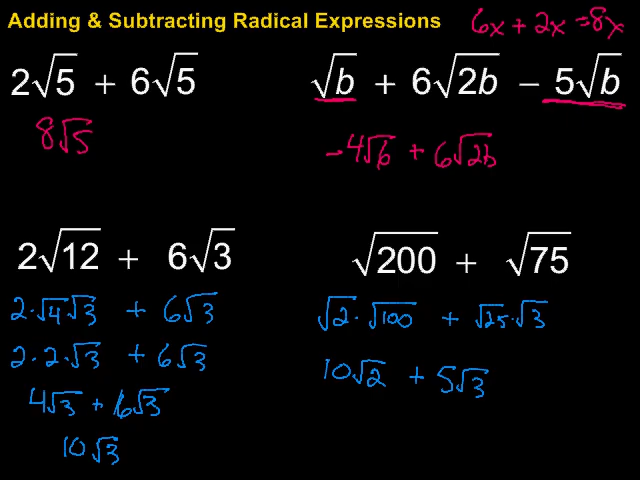 Adding & Subtracting Radical Expressions
6x + 2x = 8x
2√5 + 6√5
8√5
√b + 6√2b − 5√b
-4√b + 6√2b
2√12 + 6√3
2·√4√3 + 6√3
2·2·√3 + 6√3
4√3 + 6√3
10√3
√200 + √75
√2·√100 + √25·√3
10√2 + 5√3